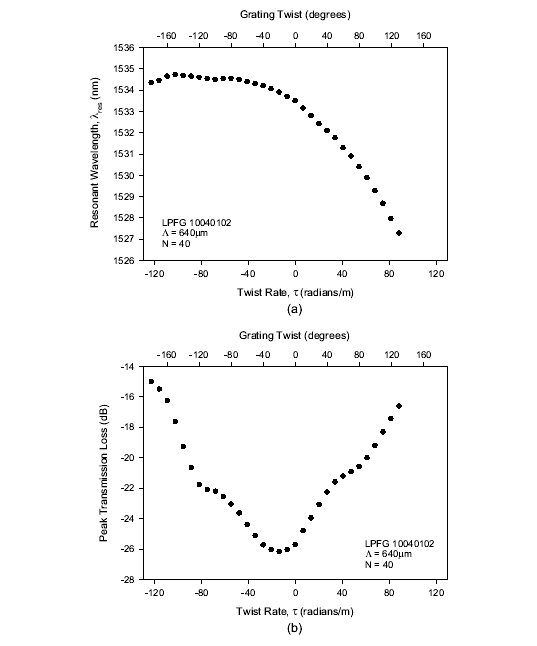 Grating Twist (degrees)
-160 -120 -80 -40 0 40 80 120 160
1536
1535
1534
1533
1532
1531
1530
1529
1528
1527
1526
Resonant Wavelength, λres (nm)
LPFG 10040102
Λ = 640μm
N = 40
-120 -80 -40 0 40 80 120
Twist Rate, τ (radians/m)
(a)
Grating Twist (degrees)
-160 -120 -80 -40 0 40 80 120 160
-14
-16
-18
-20
-22
-24
-26
-28
Peak Transmission Loss (dB)
LPFG 10040102
Λ = 640μm
N = 40
-120 -80 -40 0 40 80 120
Twist Rate, τ (radians/m)
(b)